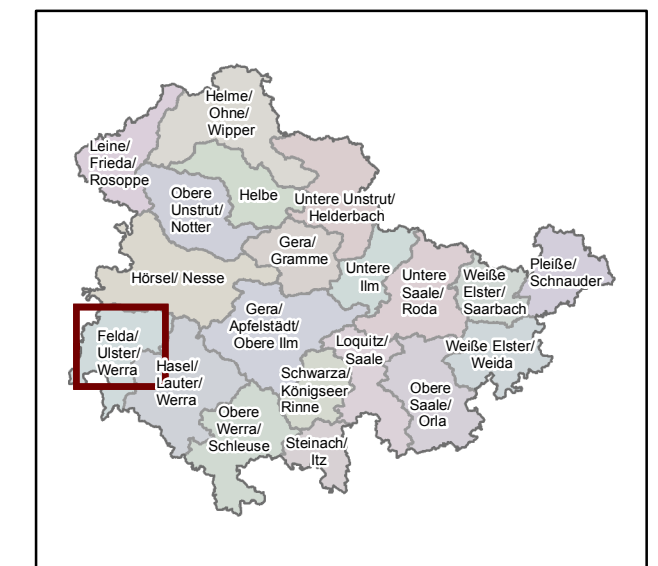 Helme/
Ohne/
Wipper
Leine/
Frieda/
Rosoppe
Obere
Unstrut/
Notter
Helbe
Untere Unstrut/
Helderbach
Gera/
Gramme
Hörsel/ Nesse
Untere
Ilm
Untere
Saale/
Roda
Weiße
Elster/
Saarbach
Pleiße/
Schnauder
Felda/
Ulster/
Werra
Hasel/
Lauter/
Werra
Gera/
Apfelstädt/
Obere Ilm
Loquitz/
Saale
Weiße Elster/
Weida
Schwarza/
Königseer
Rinne
Obere
Saale/
Orla
Obere
Werra/
Schleuse
Steinach/
Itz